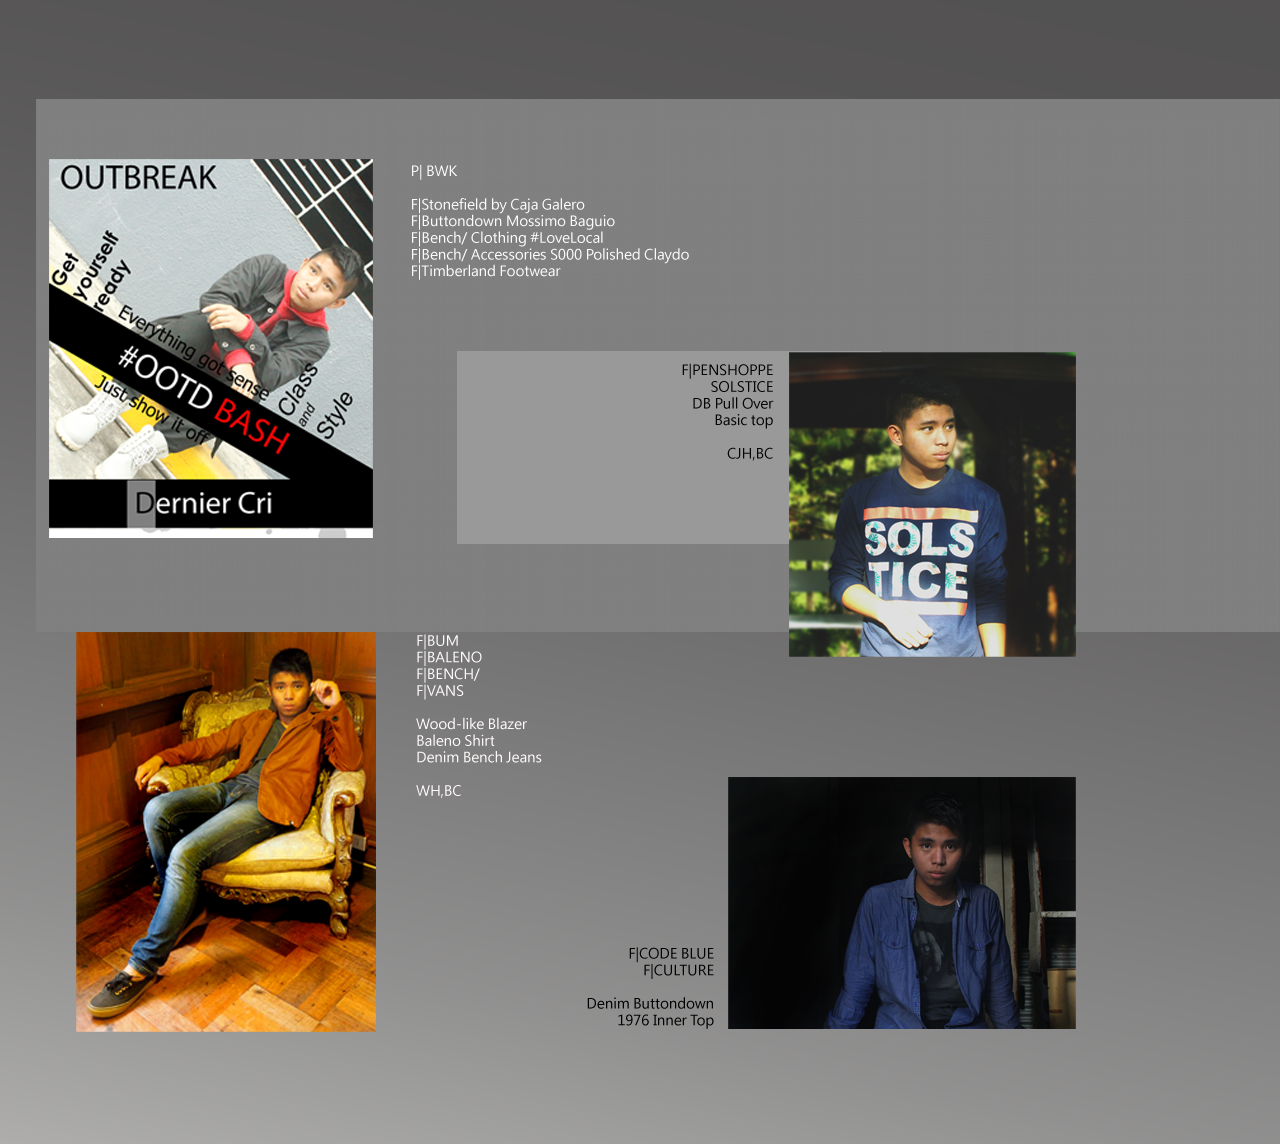 OUTBREAK
Get
yourself
ready
Everything got sense
#OOTD BASH
Just show it off
Class
and
Style
Dernier Cri
P| BWK
F|Stonefield by Caja Galero
F|Buttondown Mossimo Baguio
F|Bench/ Clothing #LoveLocal
F|Bench/ Accessories S000 Polished Claydo
F|Timberland Footwear
F|PENSHOPPE
SOLSTICE
DB Pull Over
Basic top
CJH,BC
SOLS
TICE
F|BUM
F|BALENO
F|BENCH/
F|VANS
Wood-like Blazer
Baleno Shirt
Denim Bench Jeans
WH,BC
F|CODE BLUE
F|CULTURE
Denim Buttondown
1976 Inner Top